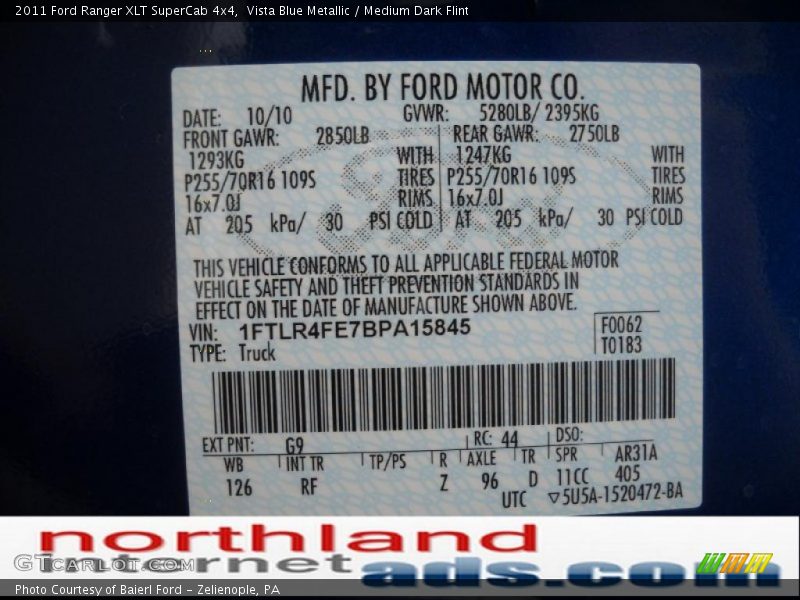 2011 Ford Ranger XLT SuperCab 4x4, Vista Blue Metallic / Medium Dark Flint
MFD. BY FORD MOTOR CO.
DATE: 10/10 GVWR: 5280LB/ 2395KG
FRONT GAWR: 2850LB REAR GAWR: 2750LB
1293KG WITH 1247KG WITH
P255/70R16 109S TIRES P255/70R16 109S TIRES
16x7.0J RIMS 16x7.0J RIMS
AT 205 kPa/ 30 PSI COLD AT 205 kPa/ 30 PSI COLD
THIS VEHICLE CONFORMS TO ALL APPLICABLE FEDERAL MOTOR
VEHICLE SAFETY AND THEFT PREVENTION STANDARDS IN
EFFECT ON THE DATE OF MANUFACTURE SHOWN ABOVE.
VIN: 1FTLR4FE7BPA15845 F0062
TYPE: Truck T0183
EXT PNT: G9 RC: 44 DSO:
WB INT TR TP/PS R AXLE TR SPR AR31A
126 RF Z 96 D 11CC 405
UTC ▽5U5A-1520472-BA
northland
internet
ads.com
GTCARLOT.COM
Photo Courtesy of Baierl Ford - Zelienople, PA